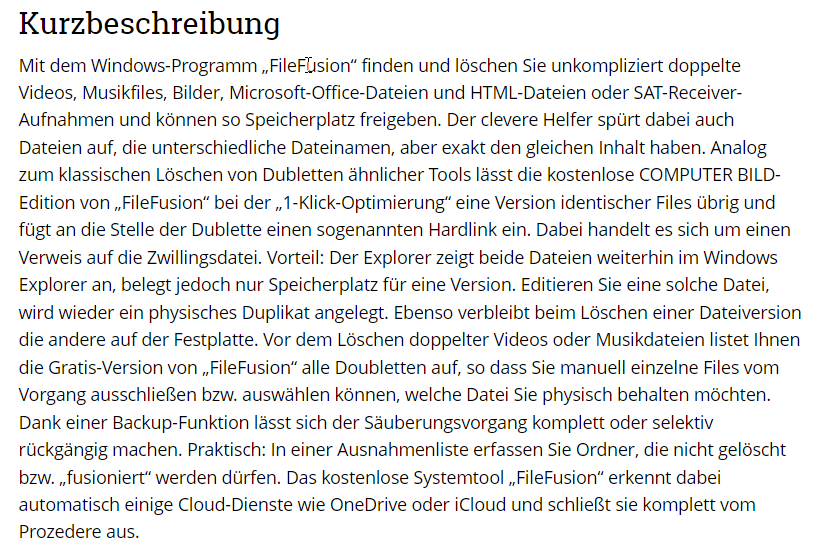 Kurzbeschreibung
Mit dem Windows-Programm „FileFusion“ finden und löschen Sie unkompliziert doppelte
Videos, Musikfiles, Bilder, Microsoft-Office-Dateien und HTML-Dateien oder SAT-Receiver-
Aufnahmen und können so Speicherplatz freigeben. Der clevere Helfer spürt dabei auch
Dateien auf, die unterschiedliche Dateinamen, aber exakt den gleichen Inhalt haben. Analog
zum klassischen Löschen von Dubletten ähnlicher Tools lässt die kostenlose COMPUTER BILD-
Edition von „FileFusion“ bei der „1-Klick-Optimierung“ eine Version identischer Files übrig und
fügt an die Stelle der Dublette einen sogenannten Hardlink ein. Dabei handelt es sich um einen
Verweis auf die Zwillingsdatei. Vorteil: Der Explorer zeigt beide Dateien weiterhin im Windows
Explorer an, belegt jedoch nur Speicherplatz für eine Version. Editieren Sie eine solche Datei,
wird wieder ein physisches Duplikat angelegt. Ebenso verbleibt beim Löschen einer Dateiversion
die andere auf der Festplatte. Vor dem Löschen doppelter Videos oder Musikdateien listet Ihnen
die Gratis-Version von „FileFusion“ alle Doubletten auf, so dass Sie manuell einzelne Files vom
Vorgang ausschließen bzw. auswählen können, welche Datei Sie physisch behalten möchten.
Dank einer Backup-Funktion lässt sich der Säuberungsvorgang komplett oder selektiv
rückgängig machen. Praktisch: In einer Ausnahmenliste erfassen Sie Ordner, die nicht gelöscht
bzw. „fusioniert“ werden dürfen. Das kostenlose Systemtool „FileFusion“ erkennt dabei
automatisch einige Cloud-Dienste wie OneDrive oder iCloud und schließt sie komplett vom
Prozedere aus.